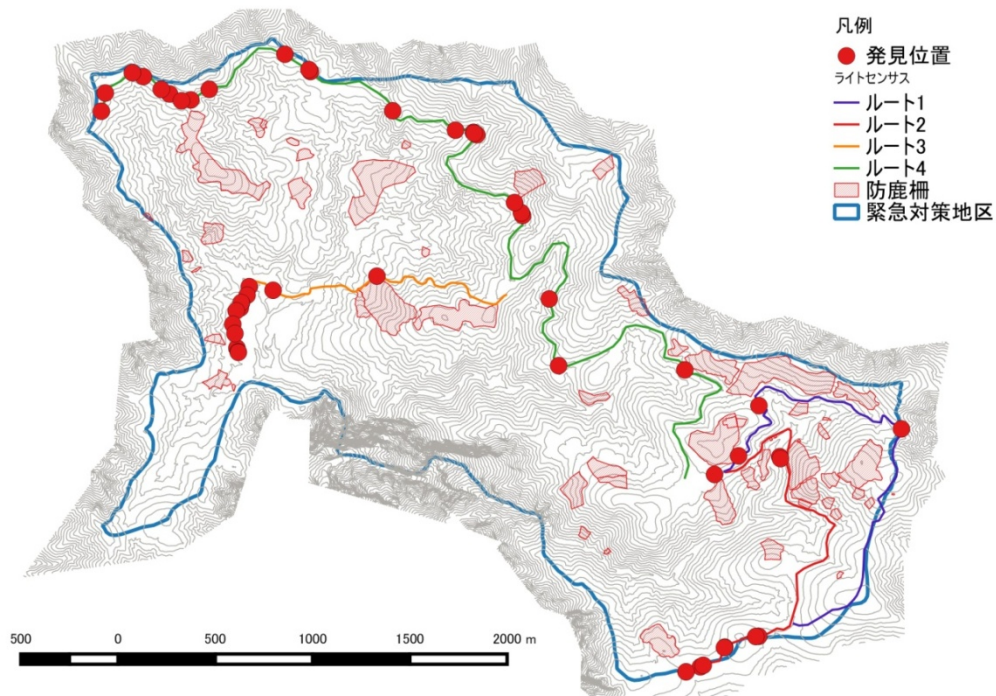 凡例
発見位置
ライトセンサス
ルート1
ルート2
ルート3
ルート4
防鹿柵
緊急対策地区
500 0 500 1000 1500 2000 m